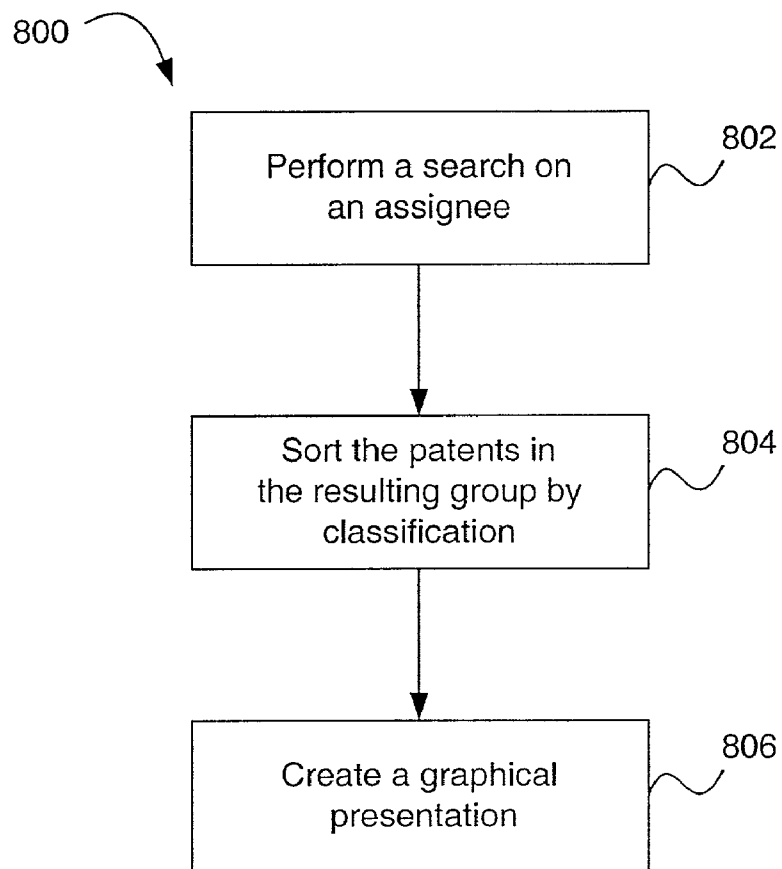 800
802
Perform a search on
an assignee
804
Sort the patents in
the resulting group by
classification
806
Create a graphical
presentation